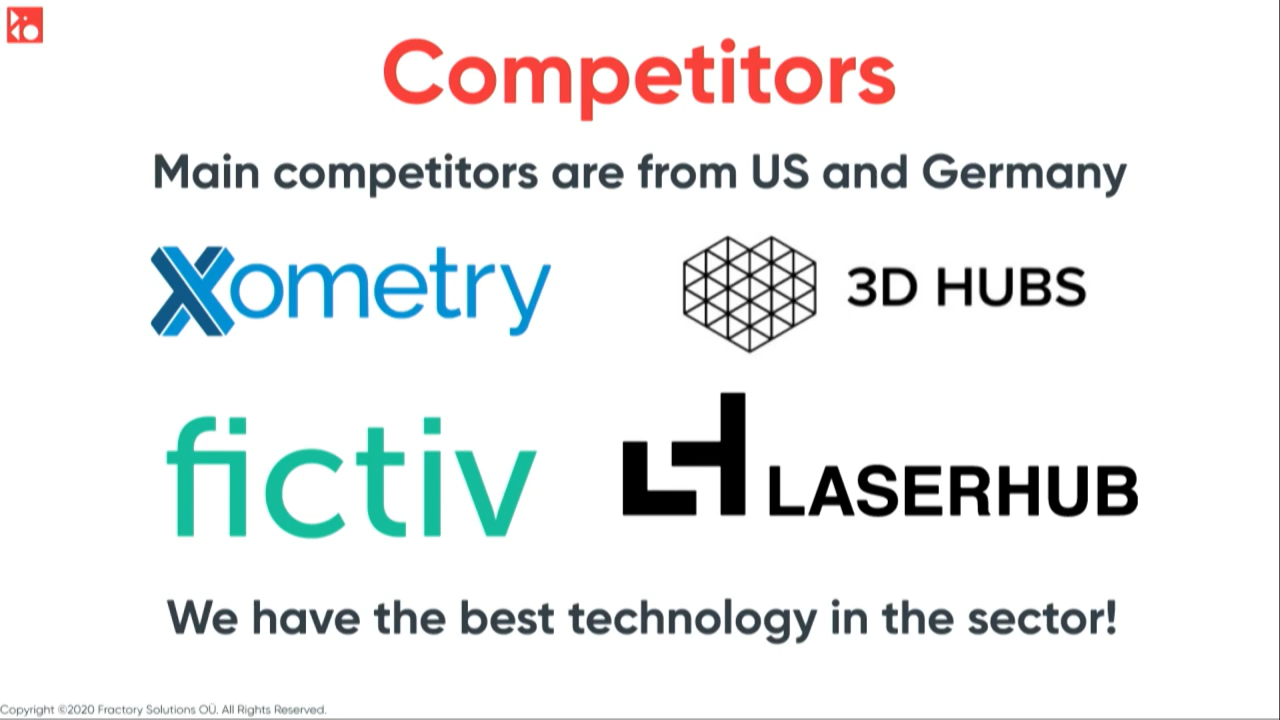 Competitors
Main competitors are from US and Germany
Xometry
3D HUBS
fictiv
LASERHUB
We have the best technology in the sector!
Copyright ©2020 Fractory Solutions OÜ. All Rights Reserved.